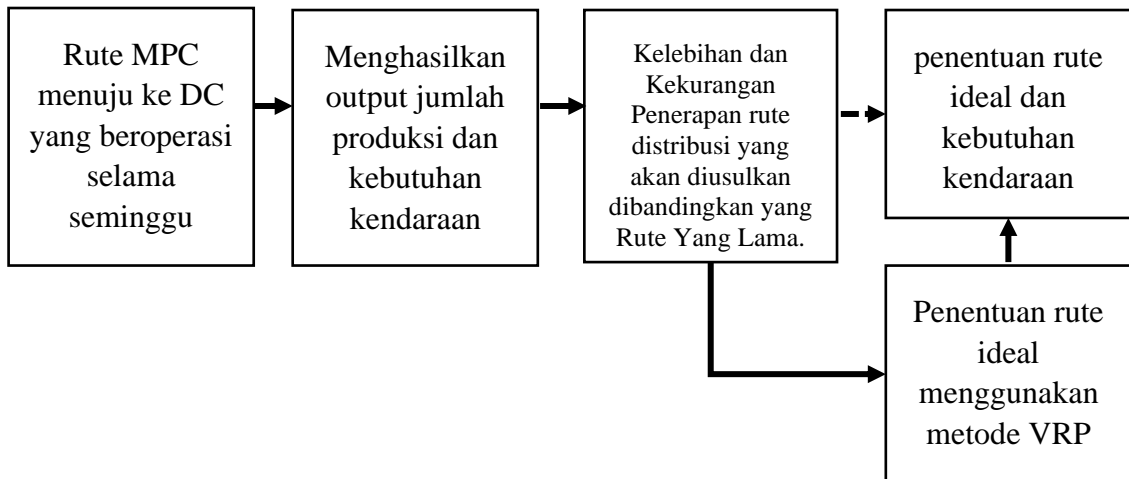 Rute MPC
menuju ke DC
yang beroperasi
selama
seminggu
Menghasilkan
output jumlah
produksi dan
kebutuhan
kendaraan
Kelebihan dan
Kekurangan
Penerapan rute
distribusi yang
akan diusulkan
dibandingkan yang
Rute Yang Lama.
penentuan rute
ideal dan
kebutuhan
kendaraan
Penentuan rute
ideal
menggunakan
metode VRP